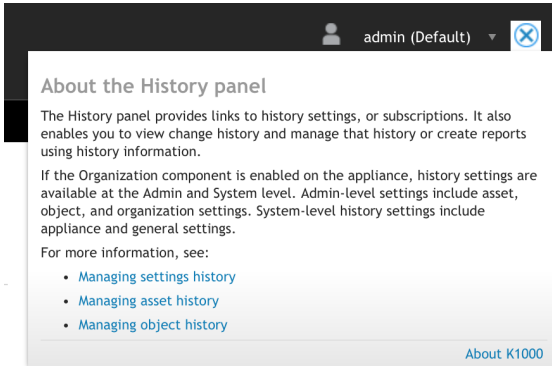 admin (Default)
About the History panel
The History panel provides links to history settings, or subscriptions. It also
enables you to view change history and manage that history or create reports
using history information.
If the Organization component is enabled on the appliance, history settings are
available at the Admin and System level. Admin-level settings include asset,
object, and organization settings. System-level history settings include
appliance and general settings.
For more information, see:
• Managing settings history
• Managing asset history
• Managing object history
About K1000